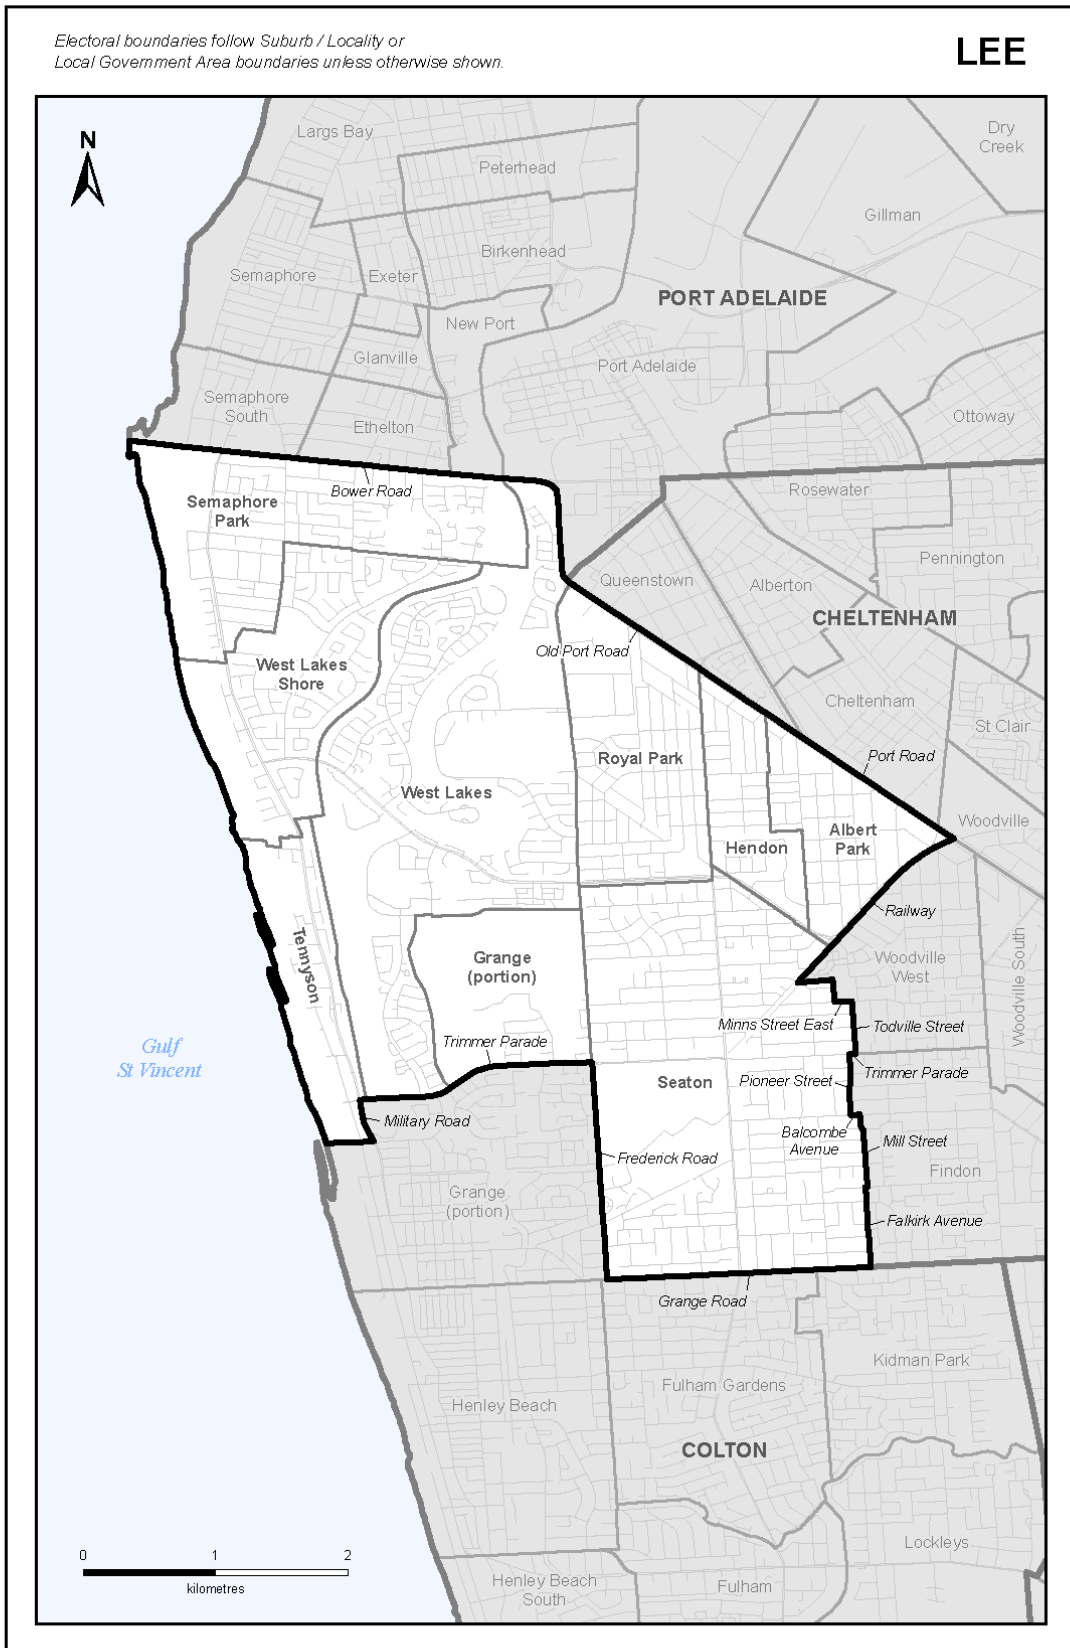 Electoral boundaries follow Suburb / Locality or
Local Government Area boundaries unless otherwise shown.
LEE
N
Largs Bay
Dry
Creek
Peterhead
Gillman
Birkenhead
Semaphore
Exeter
PORT ADELAIDE
New Port
Glanville
Port Adelaide
Semaphore
South
Ethelton
Ottoway
Bower Road
Semaphore
Park
Rosewater
Pennington
Queenstown
Alberton
CHELTENHAM
Old Port Road
West Lakes
Shore
Cheltenham
St Clair
Port Road
Royal Park
West Lakes
Woodville
Albert
Park
Hendon
Railway
Tennyson
Grange
(portion)
Woodville
West
Woodville South
Minns Street East
Todville Street
Gulf
St Vincent
Trimmer Parade
Trimmer Parade
Seaton
Pioneer Street
Military Road
Balcombe
Avenue
Mill Street
Frederick Road
Findon
Grange
(portion)
Falkirk Avenue
Grange Road
Kidman Park
Fulham Gardens
Henley Beach
COLTON
Lockleys
0 1 2
kilometres
Henley Beach
South
Fulham